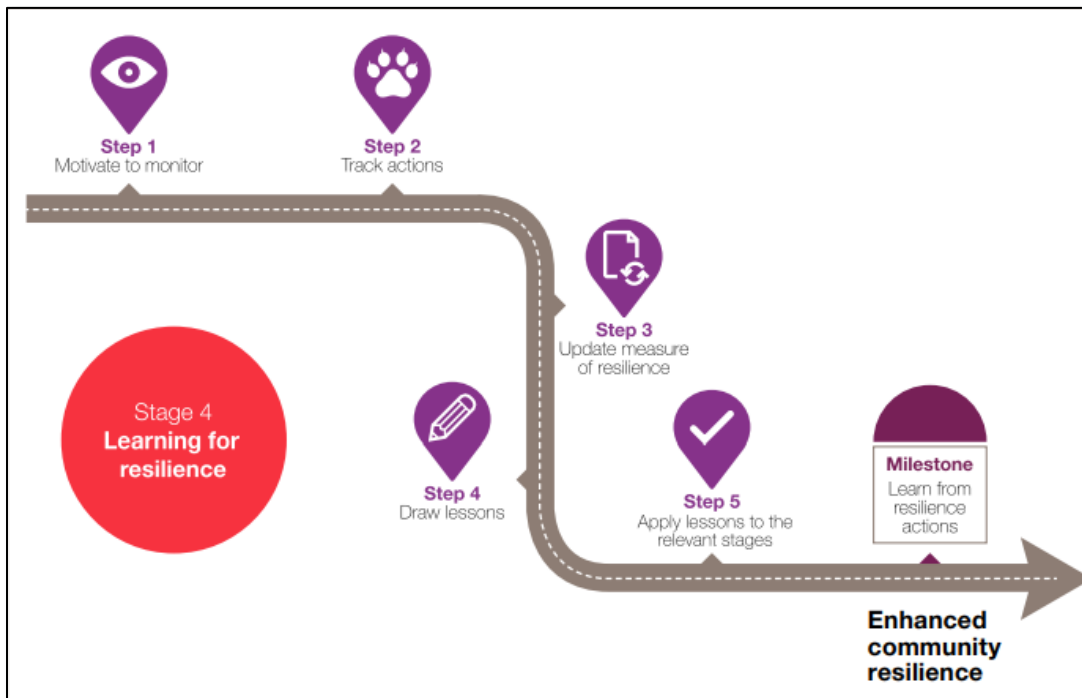 Step 1
Motivate to monitor
Step 2
Track actions
Step 3
Update measure
of resilience
Stage 4
Learning for
resilience
Step 4
Draw lessons
Step 5
Apply lessons to the
relevant stages
Milestone
Learn from
resilience
actions
Enhanced
community
resilience